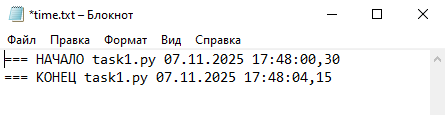 *time.txt – Блокнот
Файл Правка Формат Вид Справка
=== НАЧАЛО task1.py 07.11.2025 17:48:00,30
=== КОНЕЦ task1.py 07.11.2025 17:48:04,15